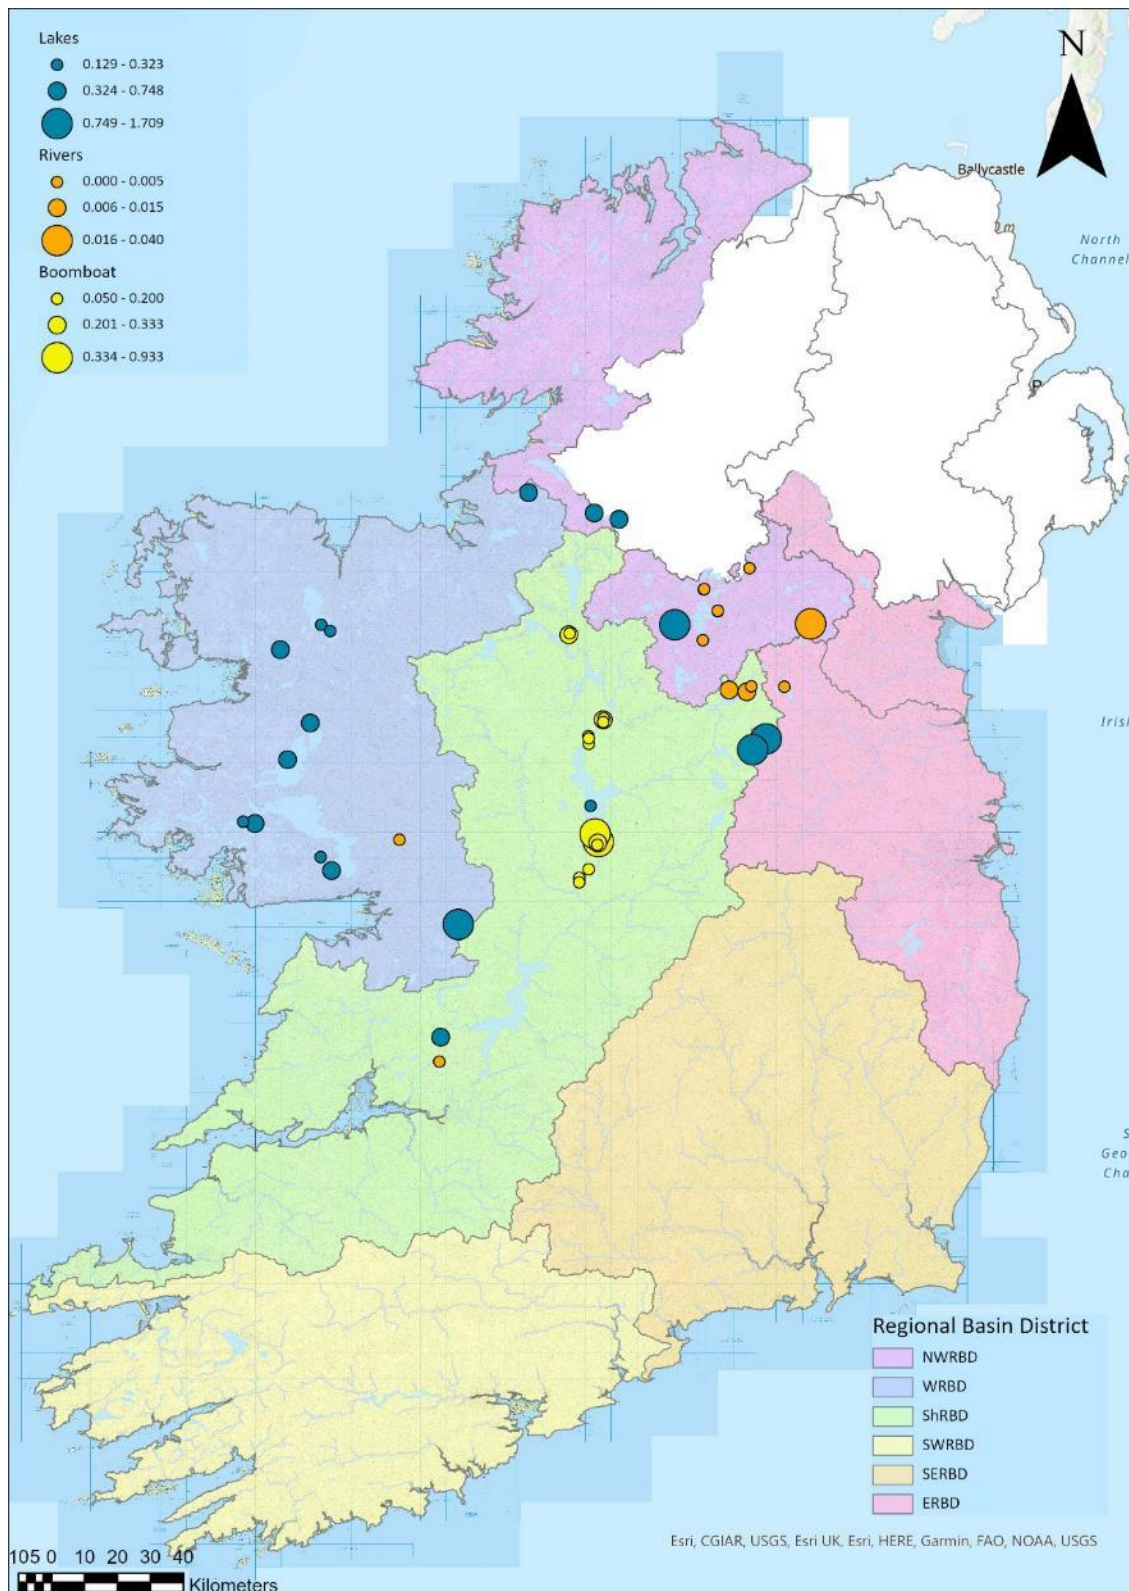 Lakes
0.129 - 0.323
0.324 - 0.748
0.749 - 1.709
Rivers
0.000 - 0.005
0.006 - 0.015
0.016 - 0.040
Boomboat
0.050 - 0.200
0.201 - 0.333
0.334 - 0.933
N
Ballycastle
North
Channel
Irish
Regional Basin District
NWRBD
WRBD
ShRBD
SWRBD
SERBD
ERBD
Esri, CGIAR, USGS, Esri UK, Esri, HERE, Garmin, FAO, NOAA, USGS
105 0 10 20 30 40
Kilometers